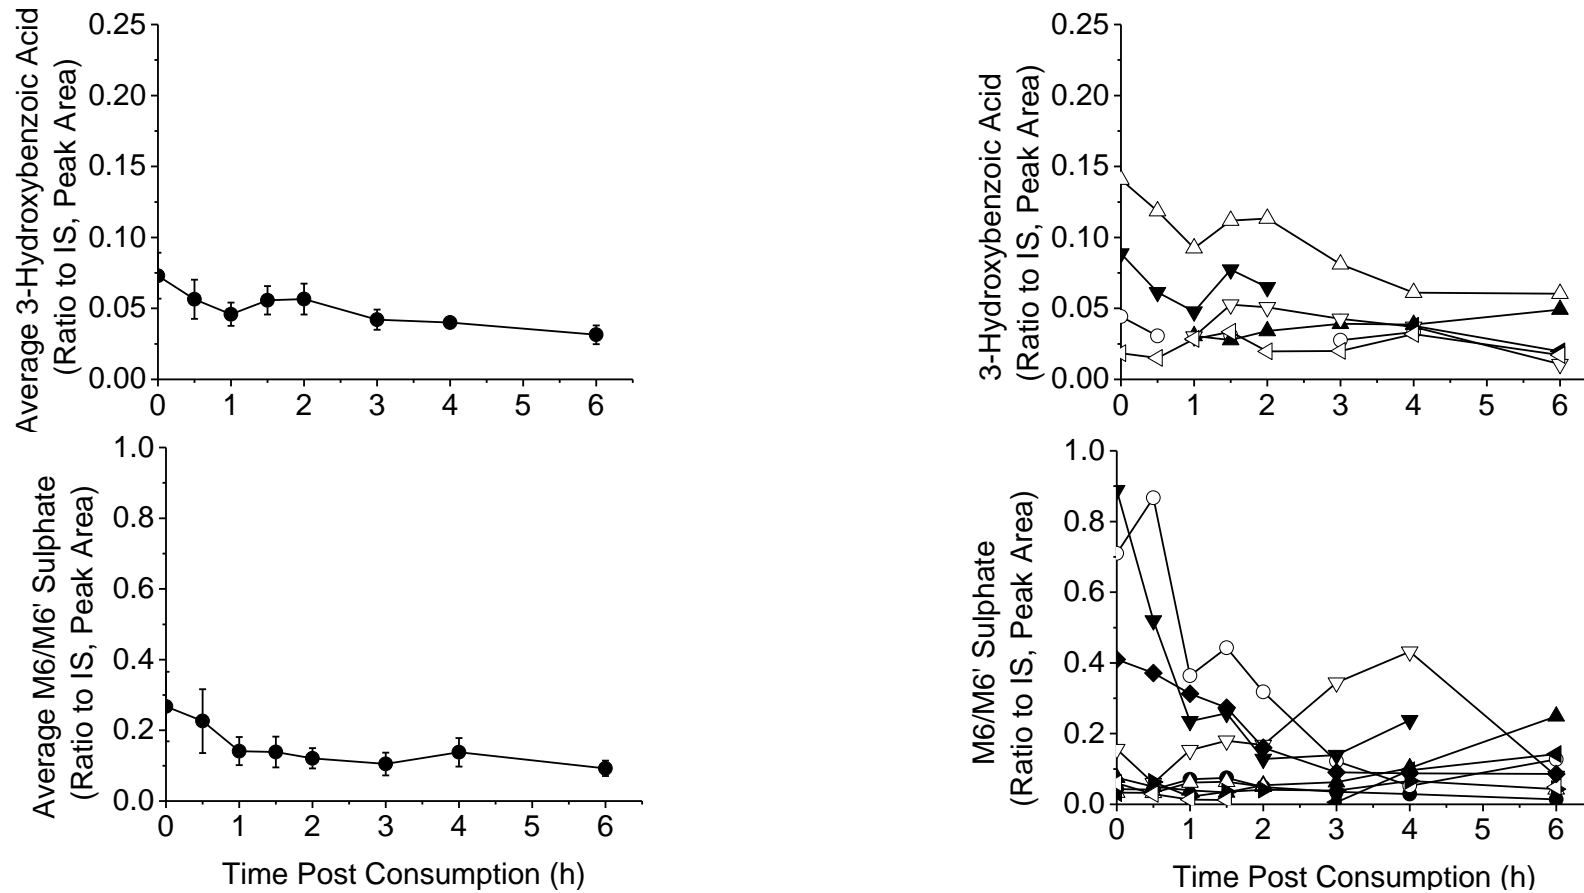 Average 3-Hydroxybenzoic Acid
(Ratio to IS, Peak Area)
0.25
0.20
0.15
0.10
0.05
0.00
0 1 2 3 4 5 6
3-Hydroxybenzoic Acid
(Ratio to IS, Peak Area)
0.25
0.20
0.15
0.10
0.05
0.00
0 1 2 3 4 5 6
Average M6/M6' Sulphate
(Ratio to IS, Peak Area)
1.0
0.8
0.6
0.4
0.2
0.0
0 1 2 3 4 5 6
Time Post Consumption (h)
M6/M6' Sulphate
(Ratio to IS, Peak Area)
1.0
0.8
0.6
0.4
0.2
0.0
0 1 2 3 4 5 6
Time Post Consumption (h)